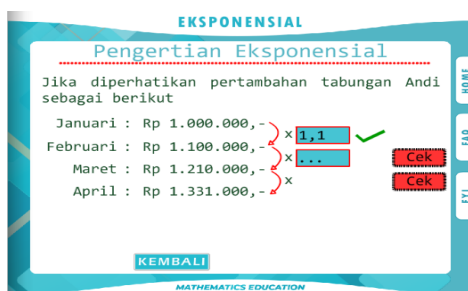 EKSPONENSIAL
Pengertian Eksponensial
Jika diperhatikan pertambahan tabungan Andi
sebagai berikut
Januari : Rp 1.000.000,-
x 1,1
Februari : Rp 1.100.000,-
x ...
Cek
Maret : Rp 1.210.000,-
x
Cek
April : Rp 1.331.000,-
KEMBALI
MATHEMATICS EDUCATION
HOME
FAQ
FYI